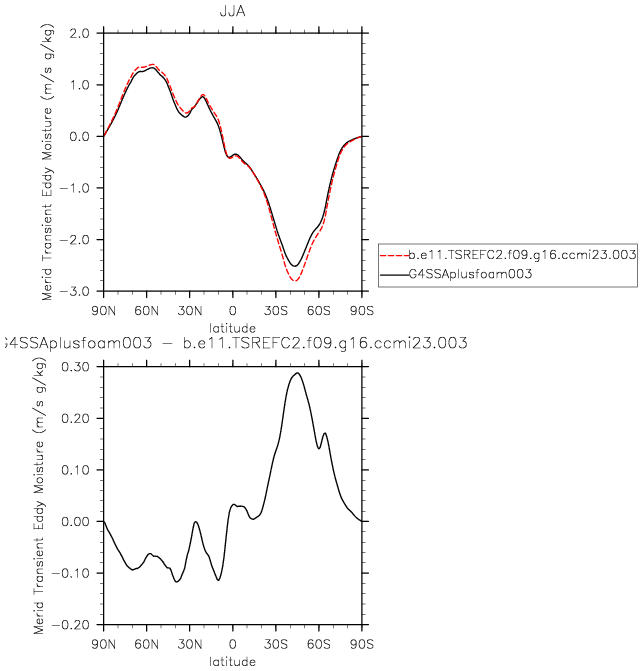 JJA
Merid Transient Eddy Moisture (m/s g/kg)
2.0
1.0
0.0
−1.0
−2.0
−3.0
90N 60N 30N 0 30S 60S 90S
latitude
b.e11.TSREFC2.f09.g16.ccmi23.003
G4SSAplusfoam003
G4SSAplusfoam003 − b.e11.TSREFC2.f09.g16.ccmi23.003
Merid Transient Eddy Moisture (m/s g/kg)
0.30
0.20
0.10
0.00
−0.10
−0.20
90N 60N 30N 0 30S 60S 90S
latitude